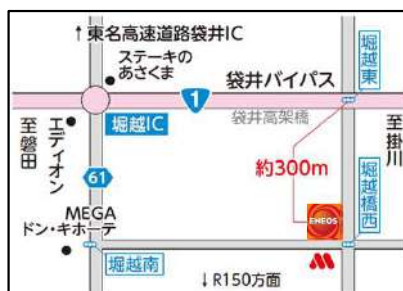 ↑東名高速道路袋井IC
ステーキの
あさくま
堀越東
袋井バイパス
1
袋井高架橋
堀越IC
至磐田
エディオン
至掛川
61
約300m
堀越橋西
ENEOS
MEGA
ドン・キホーテ
堀越南
↓R150方面